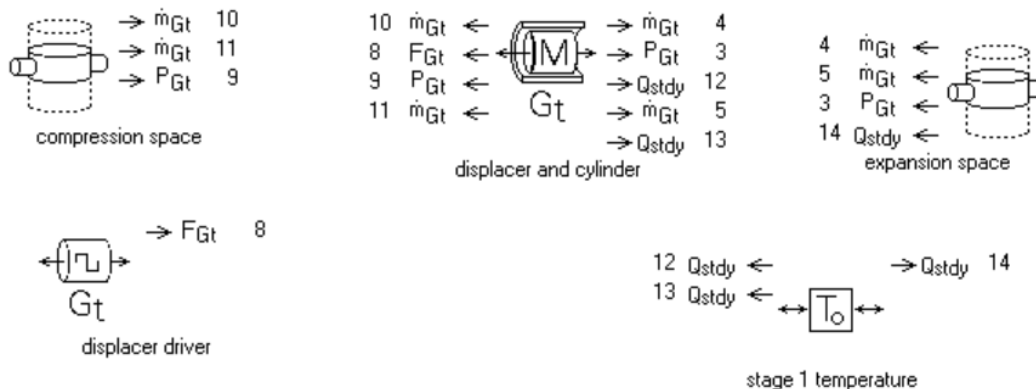 ṁGt 10
ṁGt 11
PGt 9
compression space
10 ṁGt
8 FGt
9 PGt
11 ṁGt
M
Gt
ṁGt 4
PGt 3
Qstdy 12
ṁGt 5
Qstdy 13
displacer and cylinder
4 ṁGt
5 ṁGt
3 PGt
14 Qstdy
expansion space
FGt 8
Gt
displacer driver
12 Qstdy
13 Qstdy
To
Qstdy 14
stage 1 temperature